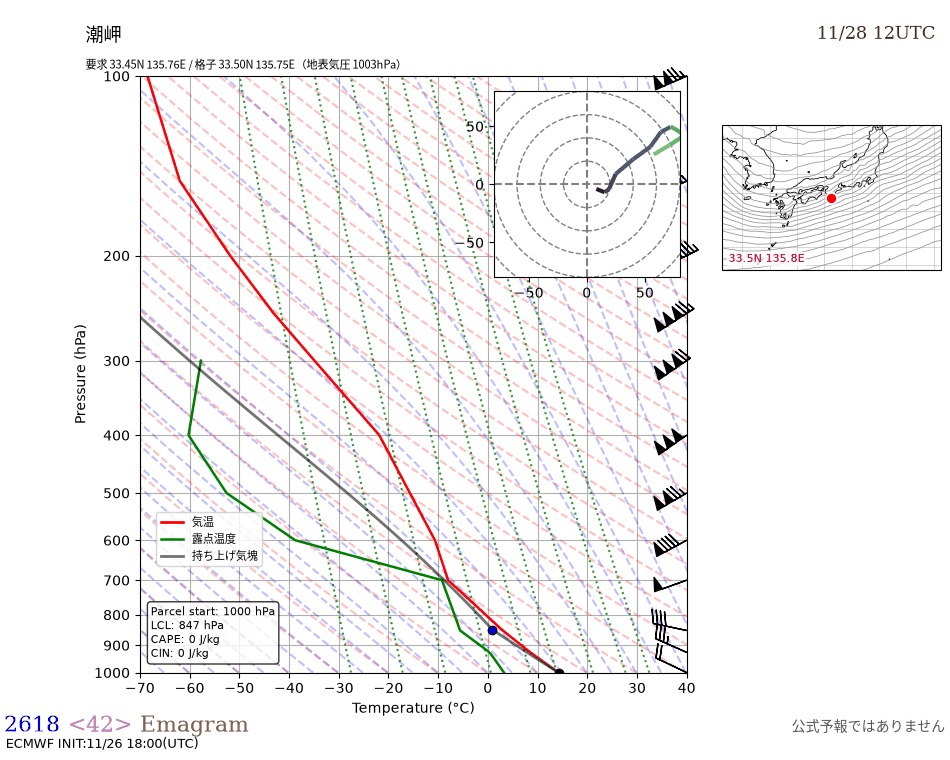 潮岬
11/28 12UTC
要求 33.45N 135.76E / 格子 33.50N 135.75E（地表気圧 1003hPa）
100
200
300
400
500
600
700
800
900
1000
Pressure (hPa)
50
0
−50
−50 0 50
33.5N 135.8E
気温
露点温度
持ち上げ気塊
Parcel start: 1000 hPa
LCL: 847 hPa
CAPE: 0 J/kg
CIN: 0 J/kg
−70 −60 −50 −40 −30 −20 −10 0 10 20 30 40
Temperature (°C)
2618 <42> Emagram
公式予報ではありません
ECMWF INIT:11/26 18:00(UTC)